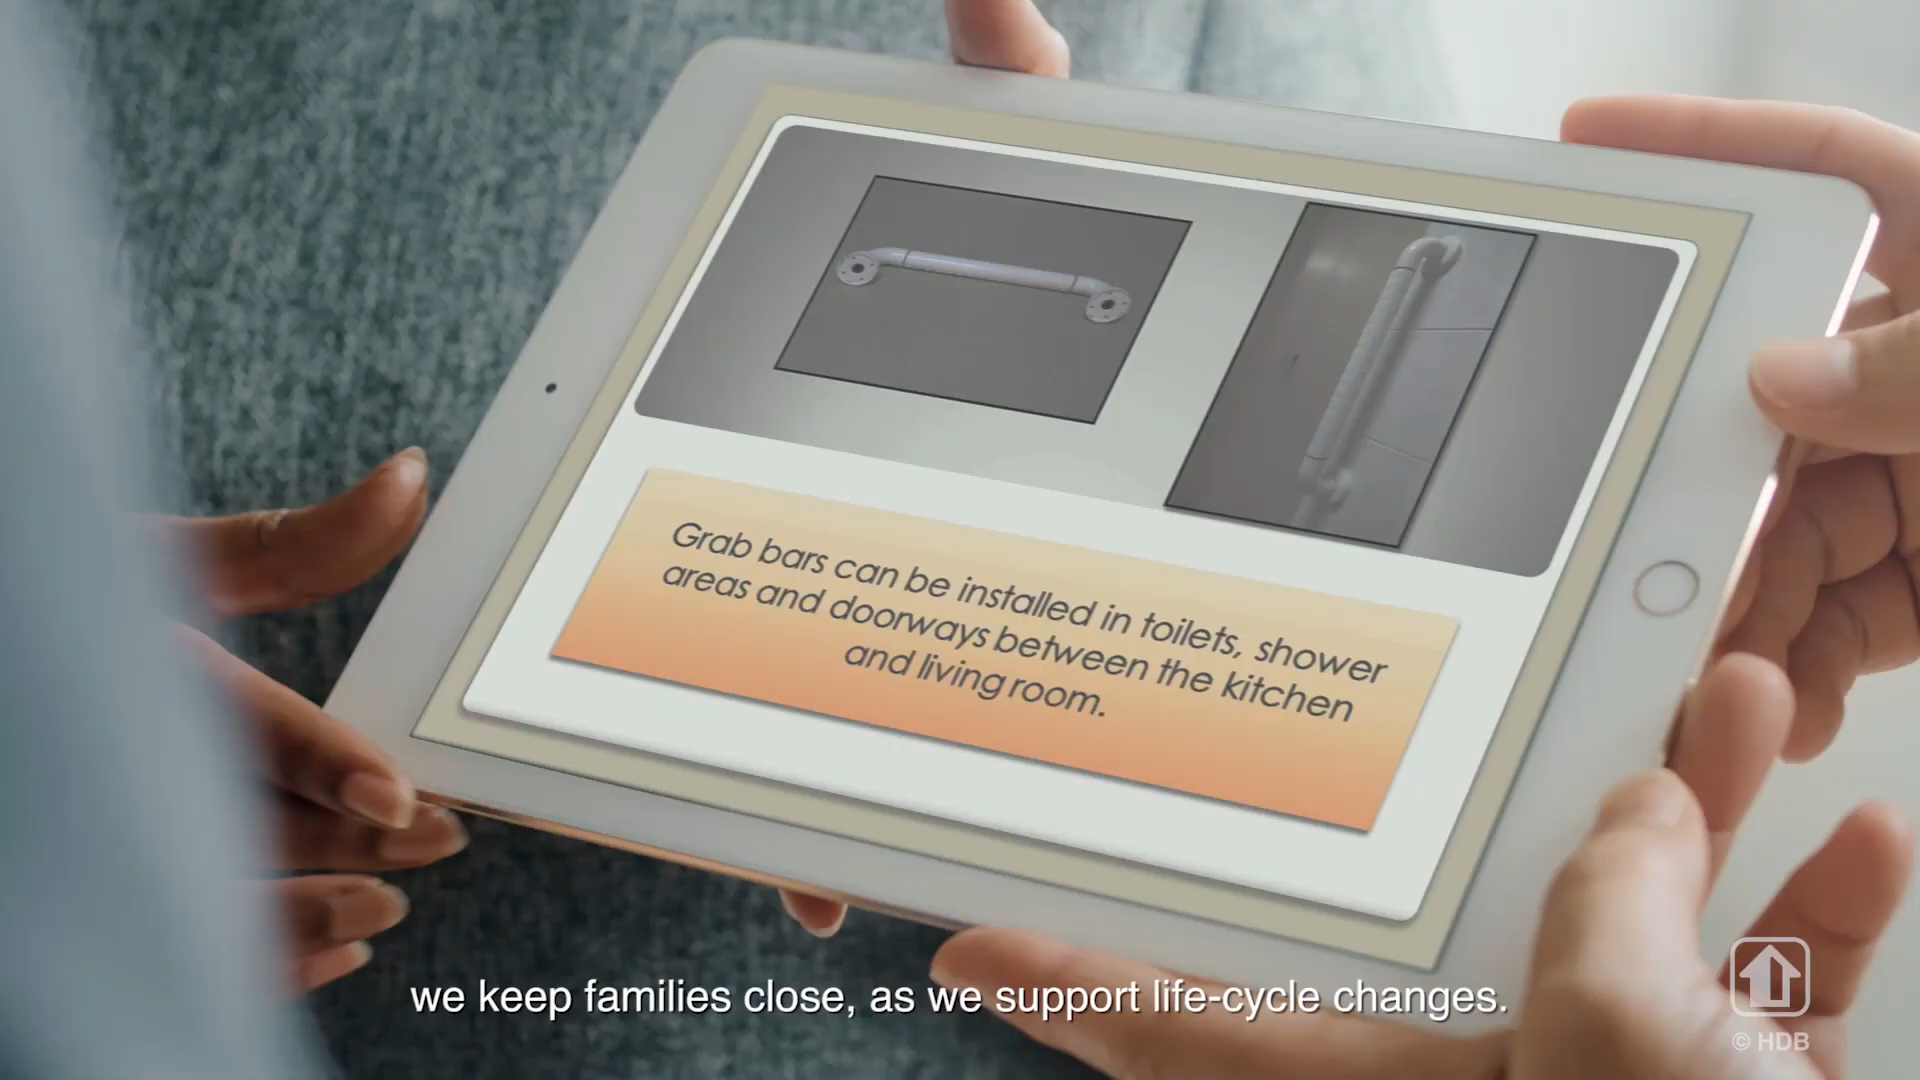 Grab bars can be installed in toilets, shower
areas and doorways between the kitchen
and living room.
we keep families close, as we support life-cycle changes.
© HDB